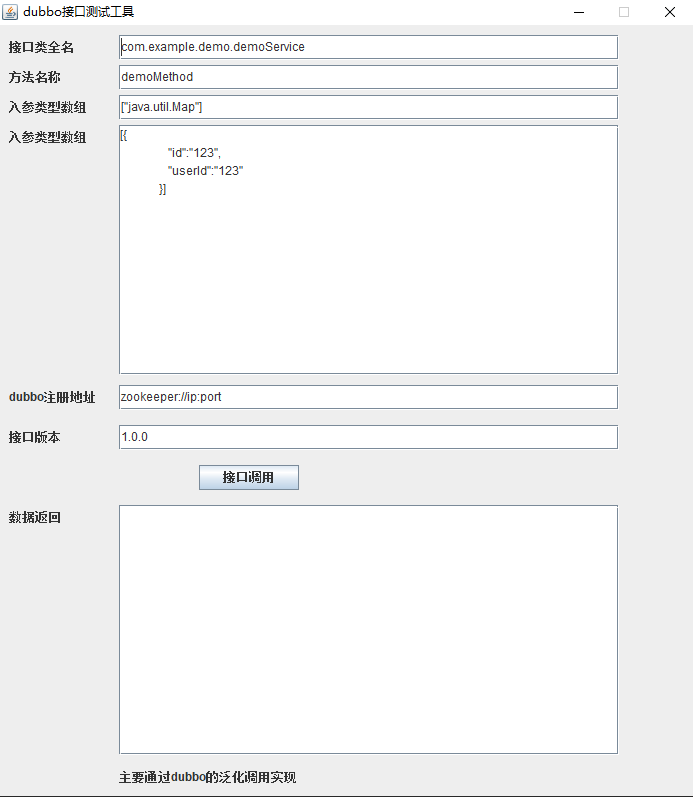 dubbo接口测试工具
接口类全名 com.example.demo.demoService
方法名称 demoMethod
入参类型数组 ["java.util.Map"]
入参类型数组 [{
"id":"123",
"userId":"123"
}]
dubbo注册地址 zookeeper://ip:port
接口版本 1.0.0
接口调用
数据返回
主要通过dubbo的泛化调用实现